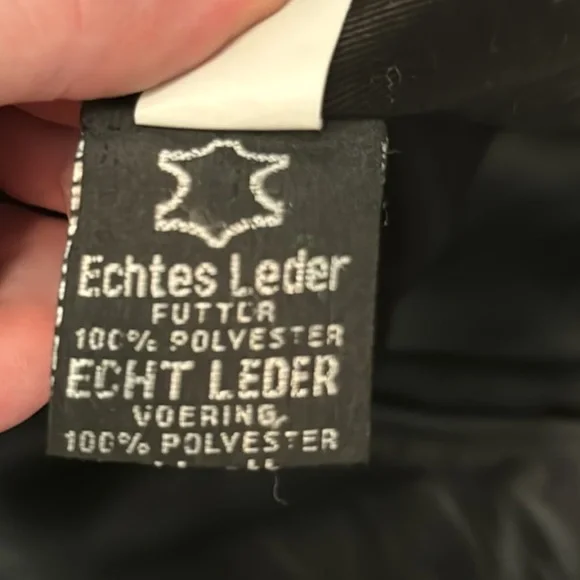 Echtes Leder
FUTTER
100% POLYESTER
ECHT LEDER
VOERING
100% POLYESTER